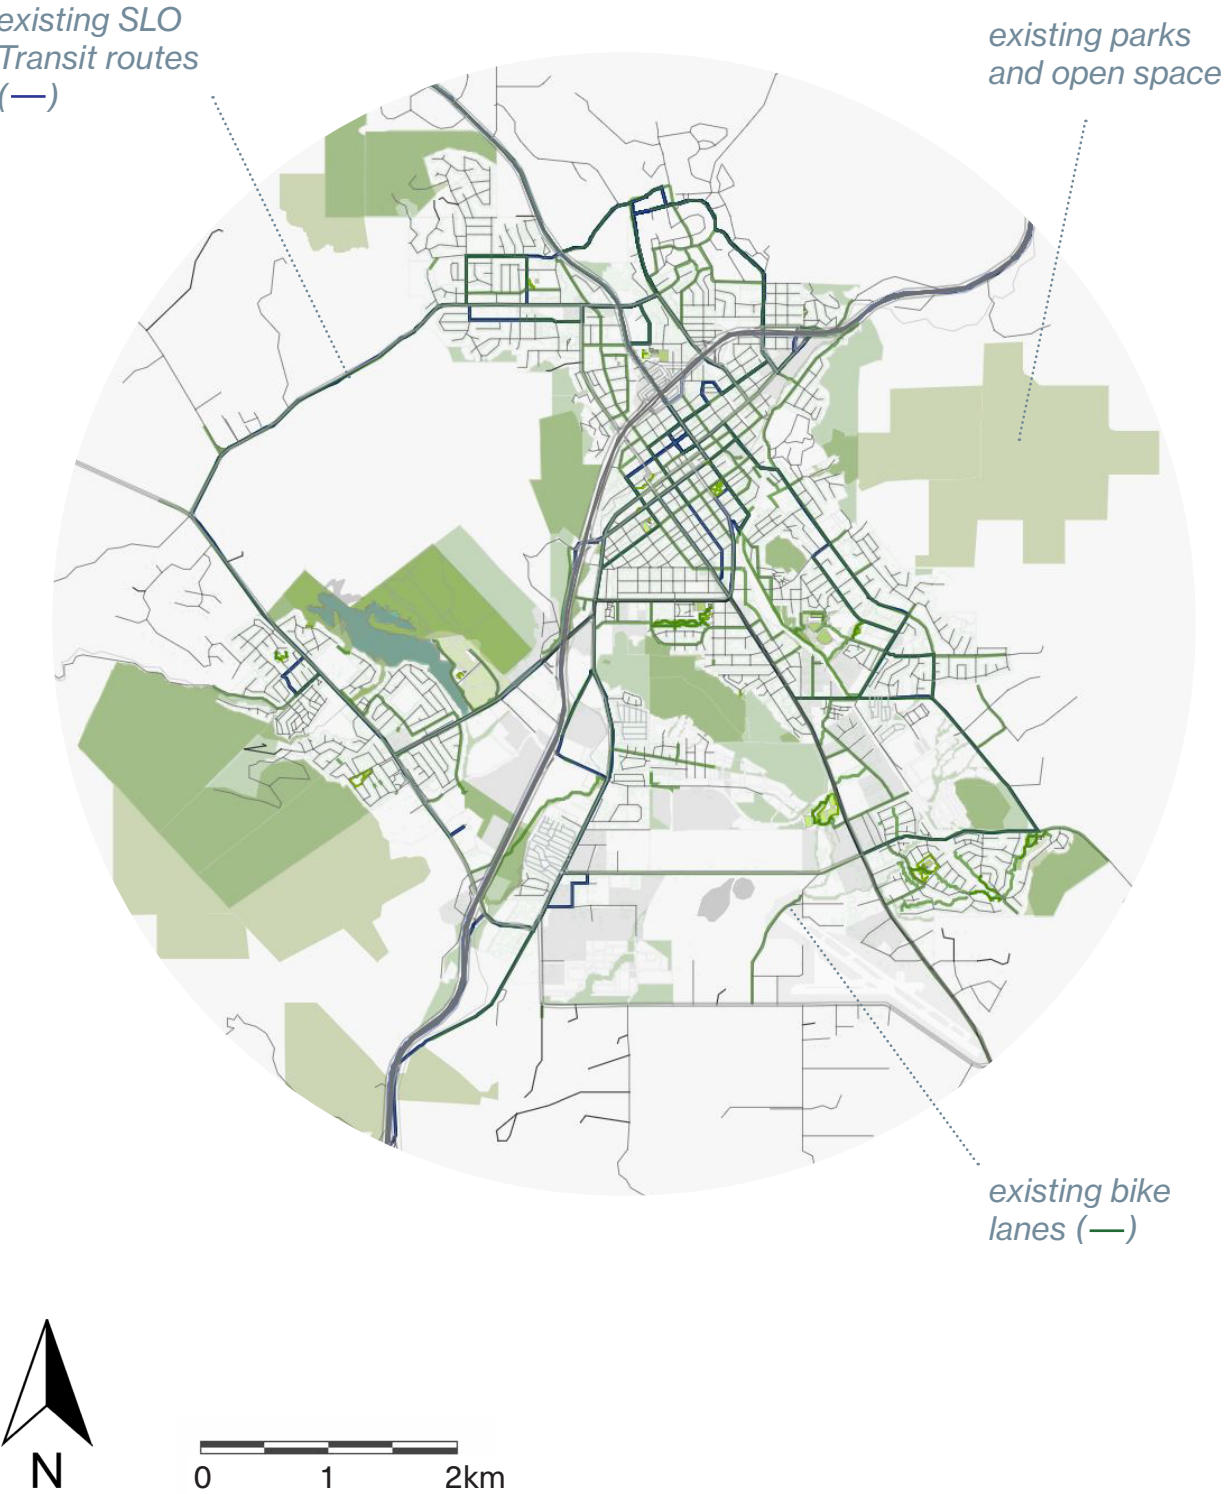 existing SLO
Transit routes
(—)
existing parks
and open space
existing bike
lanes (—)
N
0 1 2km